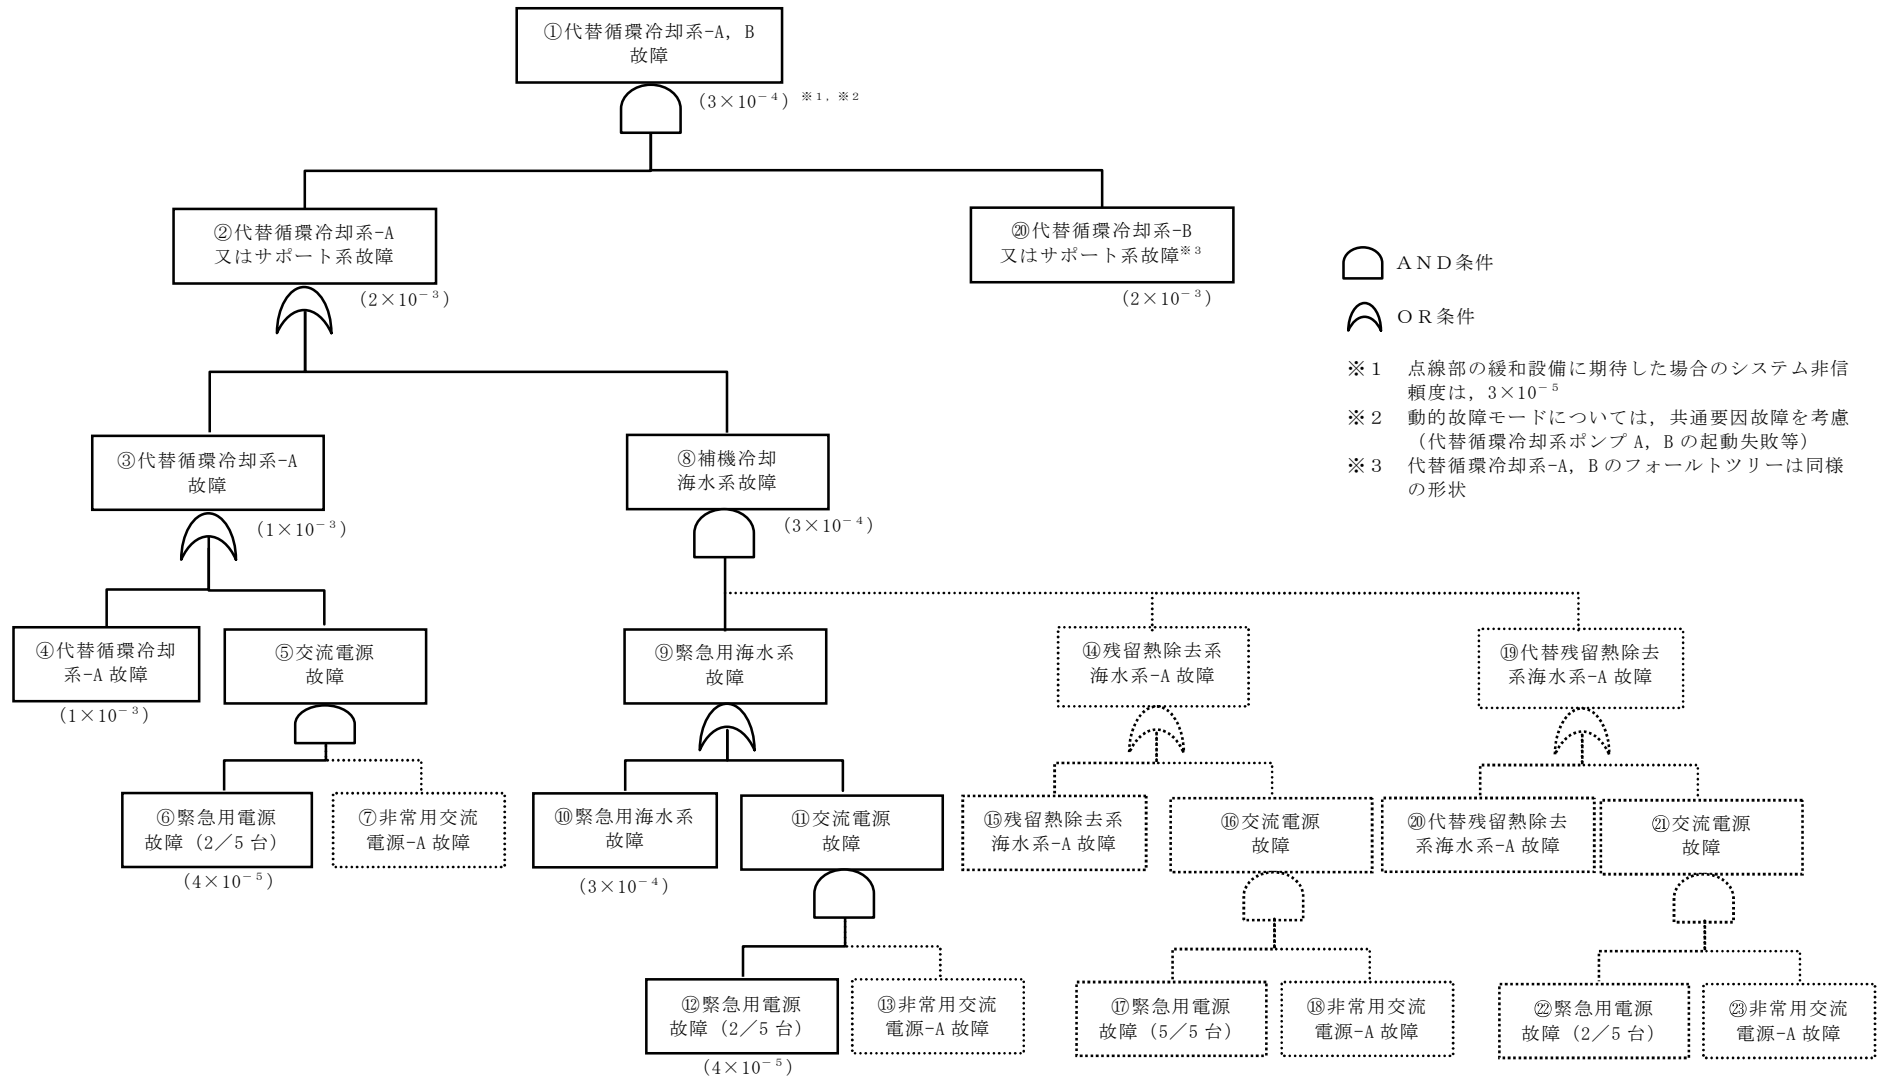 ①代替循環冷却系-A，B
故障
(3×10⁻⁴) ※1，※2
②代替循環冷却系-A
又はサポート系故障
(2×10⁻³)
⑳代替循環冷却系-B
又はサポート系故障※3
(2×10⁻³)
ＡＮＤ条件
ＯＲ条件
※１　点線部の緩和設備に期待した場合のシステム非信
頼度は，3×10⁻⁵
※２　動的故障モードについては，共通要因故障を考慮
（代替循環冷却系ポンプ A，B の起動失敗等）
※３　代替循環冷却系-A，B のフォールトツリーは同様
の形状
③代替循環冷却系-A
故障
(1×10⁻³)
⑧補機冷却
海水系故障
(3×10⁻⁴)
④代替循環冷却
系-A 故障
(1×10⁻³)
⑤交流電源
故障
⑨緊急用海水系
故障
⑭残留熱除去系
海水系-A 故障
⑲代替残留熱除去
系海水系-A 故障
⑥緊急用電源
故障（2／5 台）
(4×10⁻⁵)
⑦非常用交流
電源-A 故障
⑩緊急用海水系
故障
(3×10⁻⁴)
⑪交流電源
故障
⑮残留熱除去系
海水系-A 故障
⑯交流電源
故障
⑳代替残留熱除去
系海水系-A 故障
㉑交流電源
故障
⑫緊急用電源
故障（2／5 台）
(4×10⁻⁵)
⑬非常用交流
電源-A 故障
⑰緊急用電源
故障（5／5 台）
⑱非常用交流
電源-A 故障
㉒緊急用電源
故障（2／5 台）
㉓非常用交流
電源-A 故障